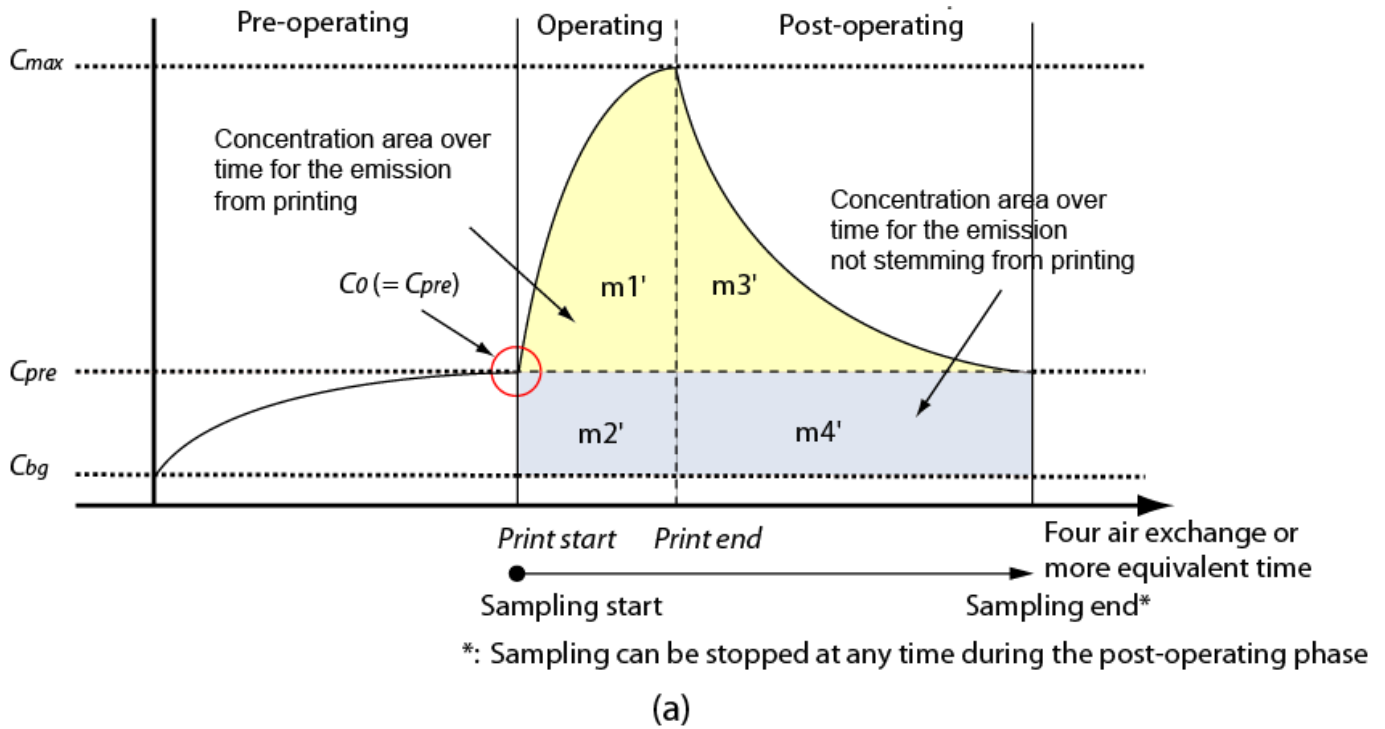 Pre-operating
Operating
Post-operating
Cmax
Concentration area over
time for the emission
from printing
Concentration area over
time for the emission
not stemming from printing
C0 (= Cpre)
m1'
m3'
Cpre
m2'
m4'
Cbg
Print start
Print end
Four air exchange or
more equivalent time
Sampling start
Sampling end*
*: Sampling can be stopped at any time during the post-operating phase
(a)